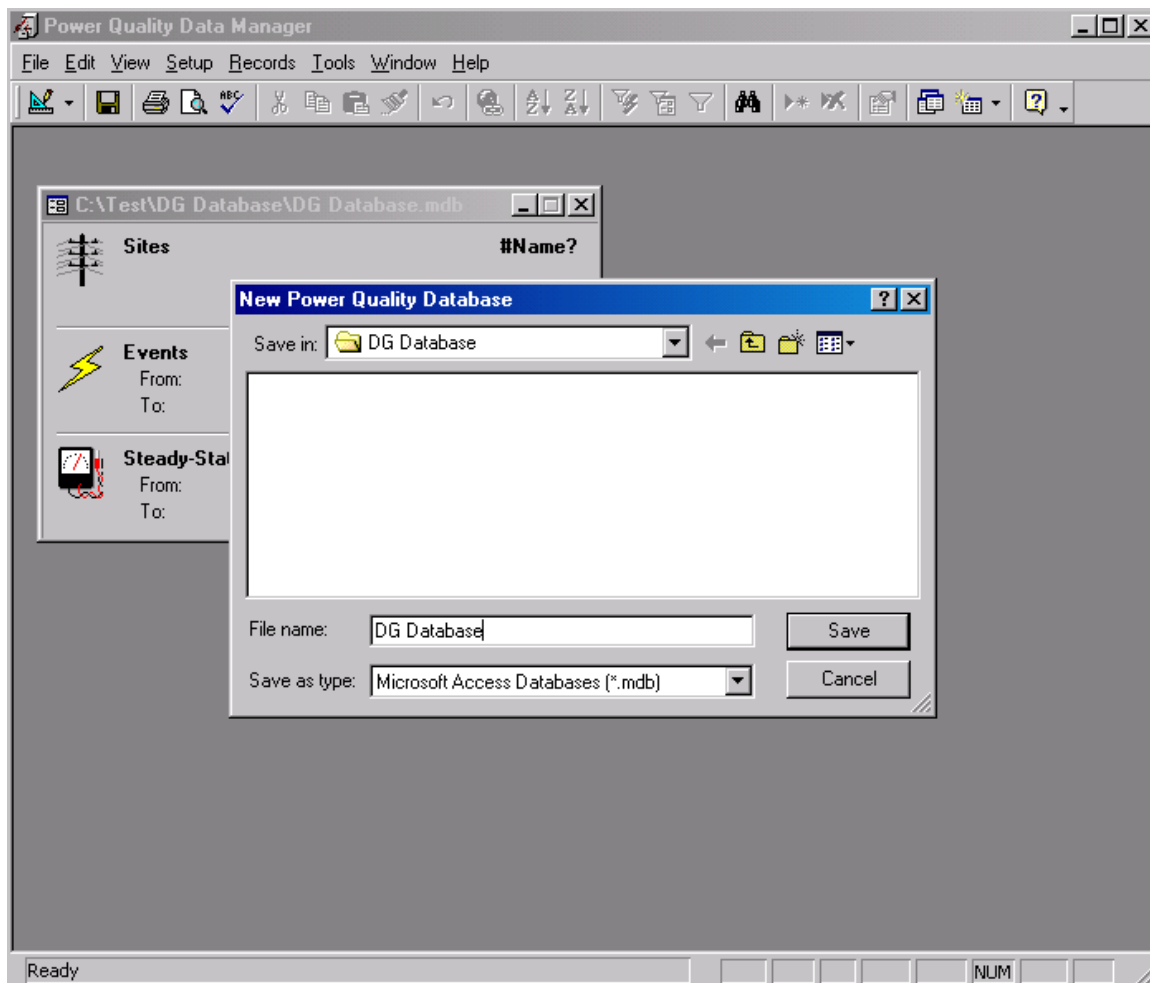 Power Quality Data Manager
File Edit View Setup Records Tools Window Help
ABC
A Z Z A
C:\Test\DG Database\DG Database.mdb
Sites #Name?
New Power Quality Database
Save in: DG Database
Events
From:
To:
Steady-Stat
From:
To:
File name: DG Database Save
Save as type: Microsoft Access Databases (*.mdb) Cancel
Ready NUM